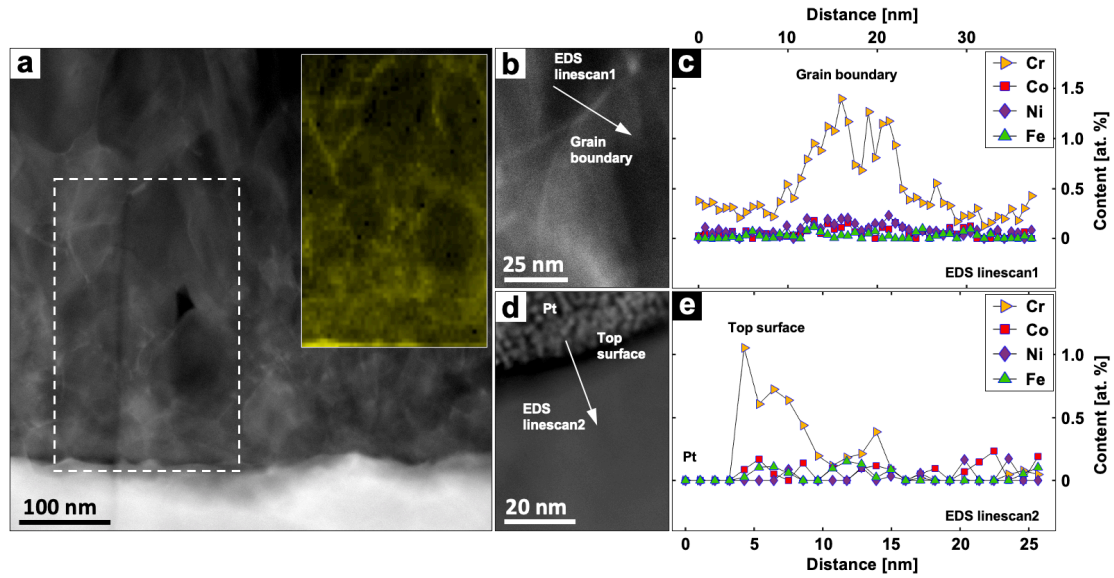 a
100 nm
b
EDS
linescan1
Grain
boundary
25 nm
Distance [nm]
0 10 20 30
c
Grain boundary
Cr
Co
Ni
Fe
1.5
1.0
0.5
0
Content [at. %]
EDS linescan1
d
Pt
Top
surface
EDS
linescan2
20 nm
e
Top surface
Cr
Co
Ni
Fe
1.0
0.5
0
Content [at. %]
Pt
EDS linescan2
0 5 10 15 20 25
Distance [nm]